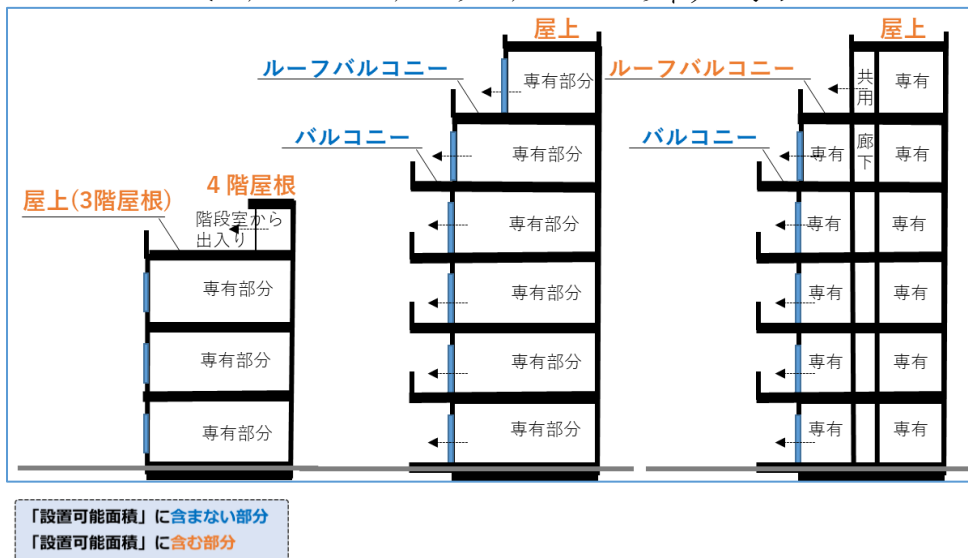 屋上(3階屋根)
4階屋根
階段室から
出入り
専有部分
専有部分
専有部分
屋上
ルーフバルコニー
バルコニー
専有部分
専有部分
専有部分
専有部分
専有部分
専有部分
屋上
ルーフバルコニー
バルコニー
共用
廊下
専有
専有 専有
専有 専有
専有 専有
専有 専有
専有 専有
「設置可能面積」に含まない部分
「設置可能面積」に含む部分